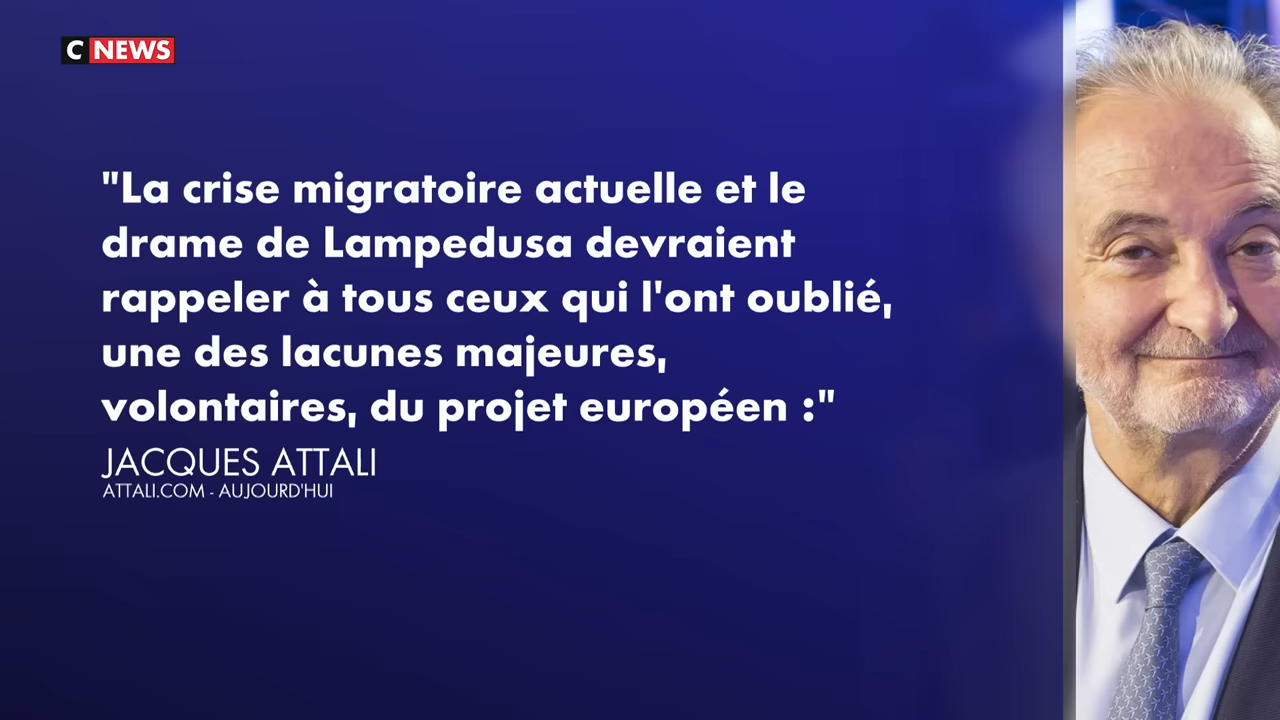 C NEWS
"La crise migratoire actuelle et le
drame de Lampedusa devraient
rappeler à tous ceux qui l'ont oublié,
une des lacunes majeures,
volontaires, du projet européen :"
JACQUES ATTALI
ATTALI.COM - AUJOURD'HUI